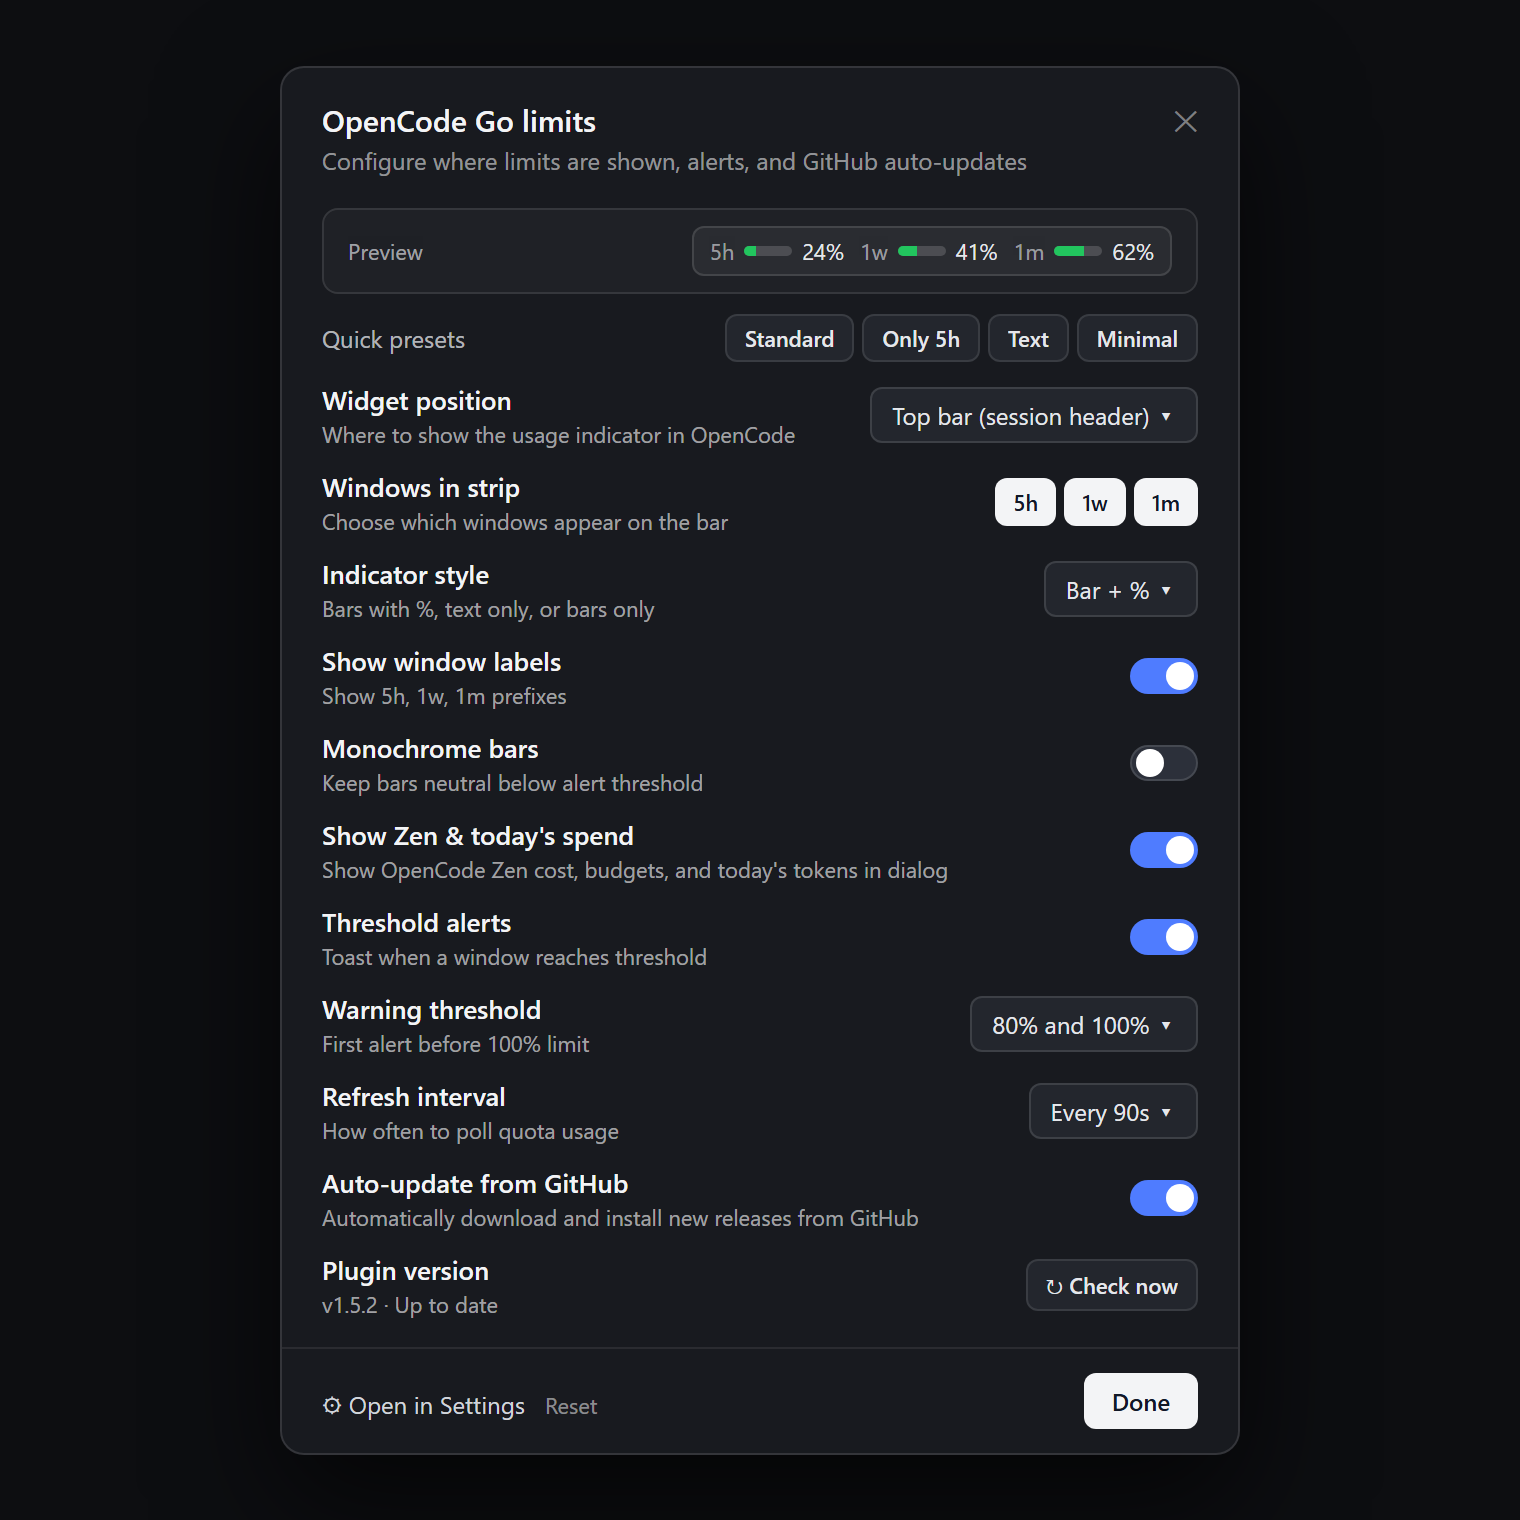 OpenCode Go limits
Configure where limits are shown, alerts, and GitHub auto-updates
Preview 5h 24% 1w 41% 1m 62%
Quick presets Standard Only 5h Text Minimal
Widget position
Where to show the usage indicator in OpenCode
Top bar (session header)
Windows in strip
Choose which windows appear on the bar
5h 1w 1m
Indicator style
Bars with %, text only, or bars only
Bar + %
Show window labels
Show 5h, 1w, 1m prefixes
Monochrome bars
Keep bars neutral below alert threshold
Show Zen & today's spend
Show OpenCode Zen cost, budgets, and today's tokens in dialog
Threshold alerts
Toast when a window reaches threshold
Warning threshold
First alert before 100% limit
80% and 100%
Refresh interval
How often to poll quota usage
Every 90s
Auto-update from GitHub
Automatically download and install new releases from GitHub
Plugin version
v1.5.2 · Up to date
↻ Check now
⚙ Open in Settings Reset Done